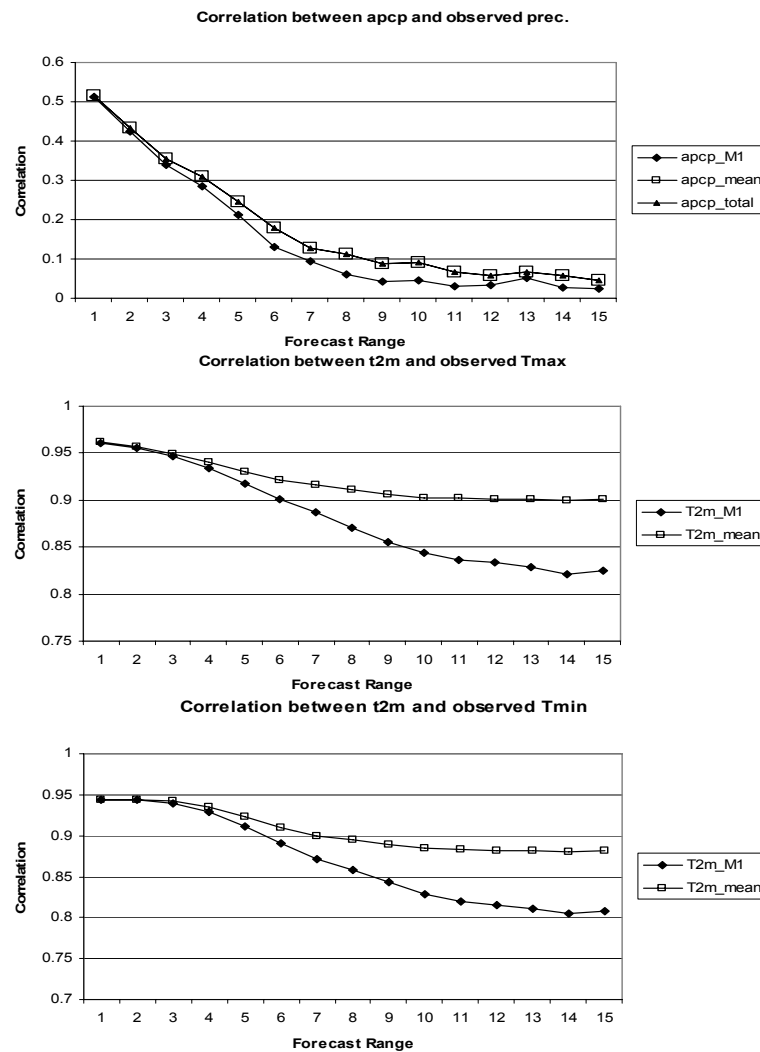 Correlation between apcp and observed prec.
0.6
0.5
0.4
0.3
0.2
0.1
0
Correlation
1 2 3 4 5 6 7 8 9 10 11 12 13 14 15
Forecast Range
apcp_M1
apcp_mean
apcp_total
Correlation between t2m and observed Tmax
1
0.95
0.9
0.85
0.8
0.75
Correlation
1 2 3 4 5 6 7 8 9 10 11 12 13 14 15
Forecast Range
T2m_M1
T2m_mean
Correlation between t2m and observed Tmin
1
0.95
0.9
0.85
0.8
0.75
0.7
Correlation
1 2 3 4 5 6 7 8 9 10 11 12 13 14 15
Forecast Range
T2m_M1
T2m_mean